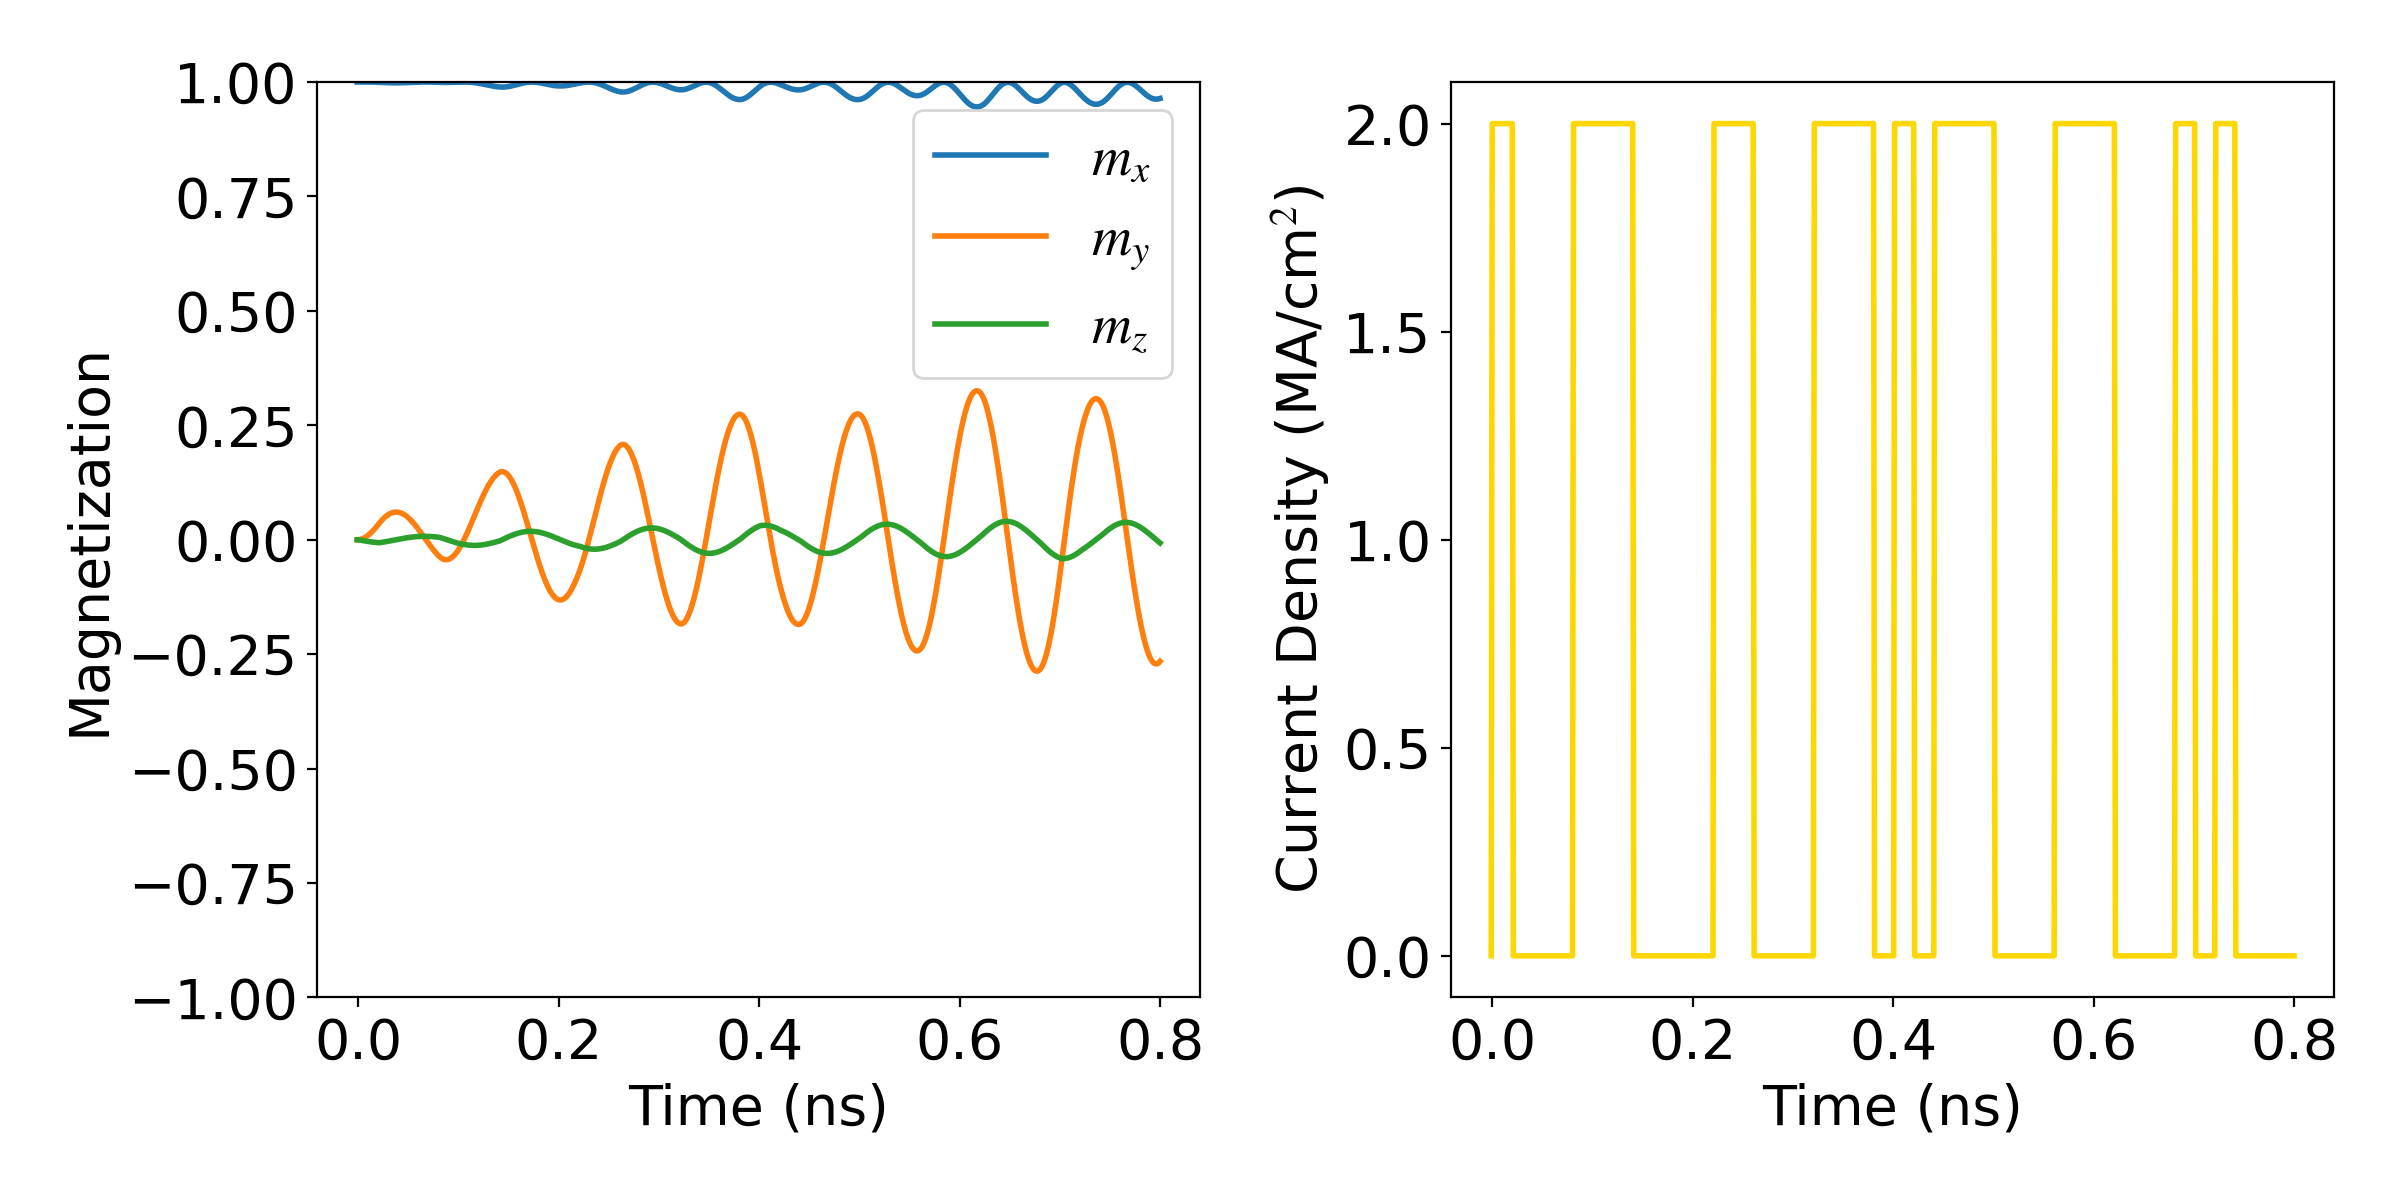 Magnetization
1.00
0.75
0.50
0.25
0.00
−0.25
−0.50
−0.75
−1.00
0.0 0.2 0.4 0.6 0.8
Time (ns)
m_x
m_y
m_z
Current Density (MA/cm²)
2.0
1.5
1.0
0.5
0.0
0.0 0.2 0.4 0.6 0.8
Time (ns)